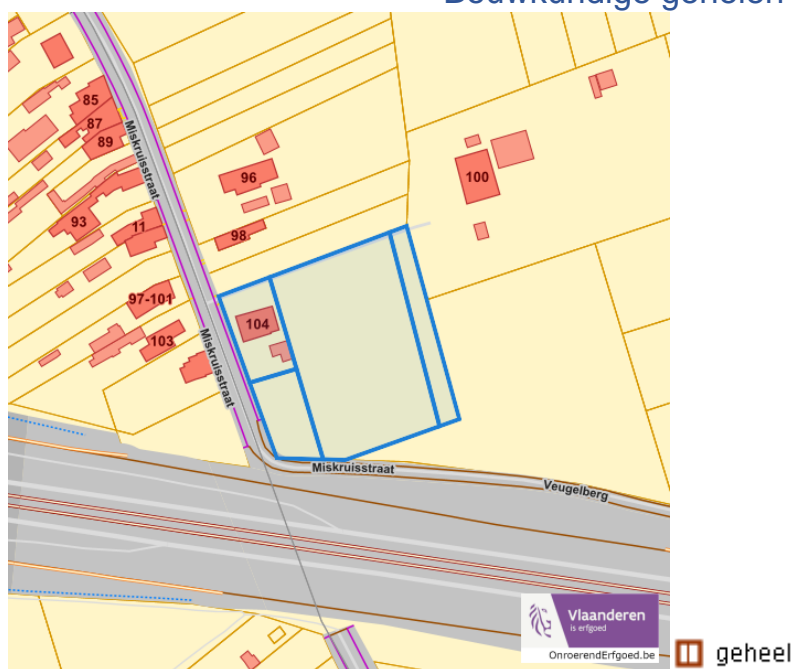 Bouwkundige gehelen
85
87
89
Miskruisstraat
96
100
93
11
98
97-101
104
103
Miskruisstraat
Miskruisstraat
Veugelberg
Vlaanderen
is erfgoed
OnroerendErfgoed.be
geheel